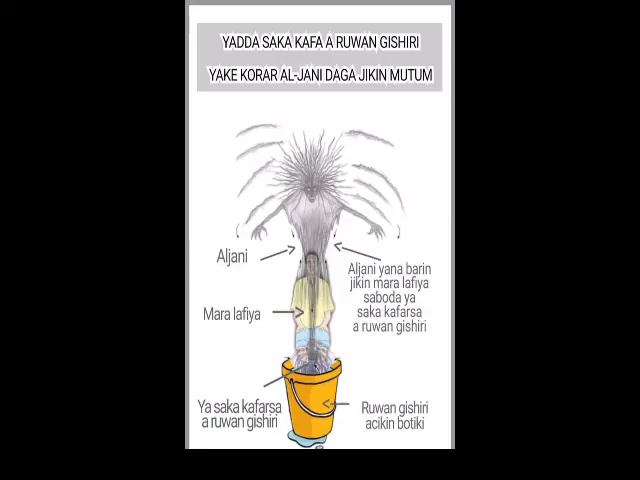 YADDA SAKA KAFA A RUWAN GISHIRI
YAKE KORAR AL-JANI DAGA JIKIN MUTUM
Aljani
Aljani yana barin
jikin mara lafiya
saboda ya
saka kafarsa
a ruwan gishiri
Mara lafiya
Ya saka kafarsa
a ruwan gishiri
Ruwan gishiri
acikin botiki